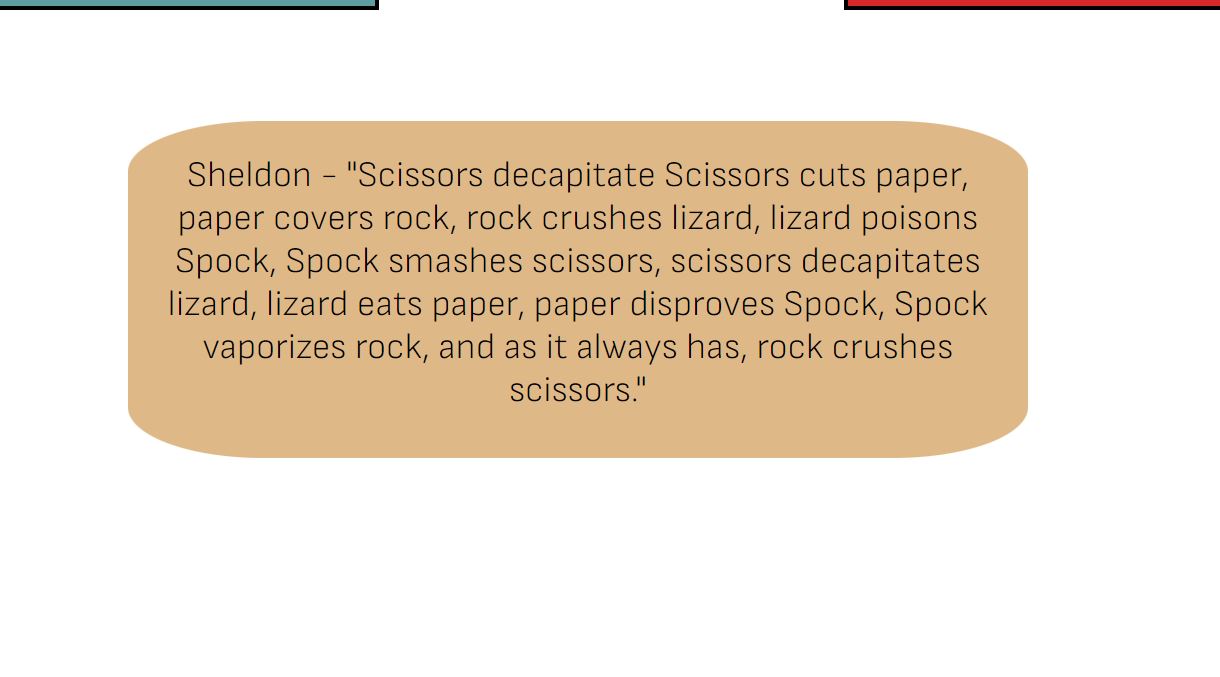 Sheldon - "Scissors decapitate Scissors cuts paper,
paper covers rock, rock crushes lizard, lizard poisons
Spock, Spock smashes scissors, scissors decapitates
lizard, lizard eats paper, paper disproves Spock, Spock
vaporizes rock, and as it always has, rock crushes
scissors."